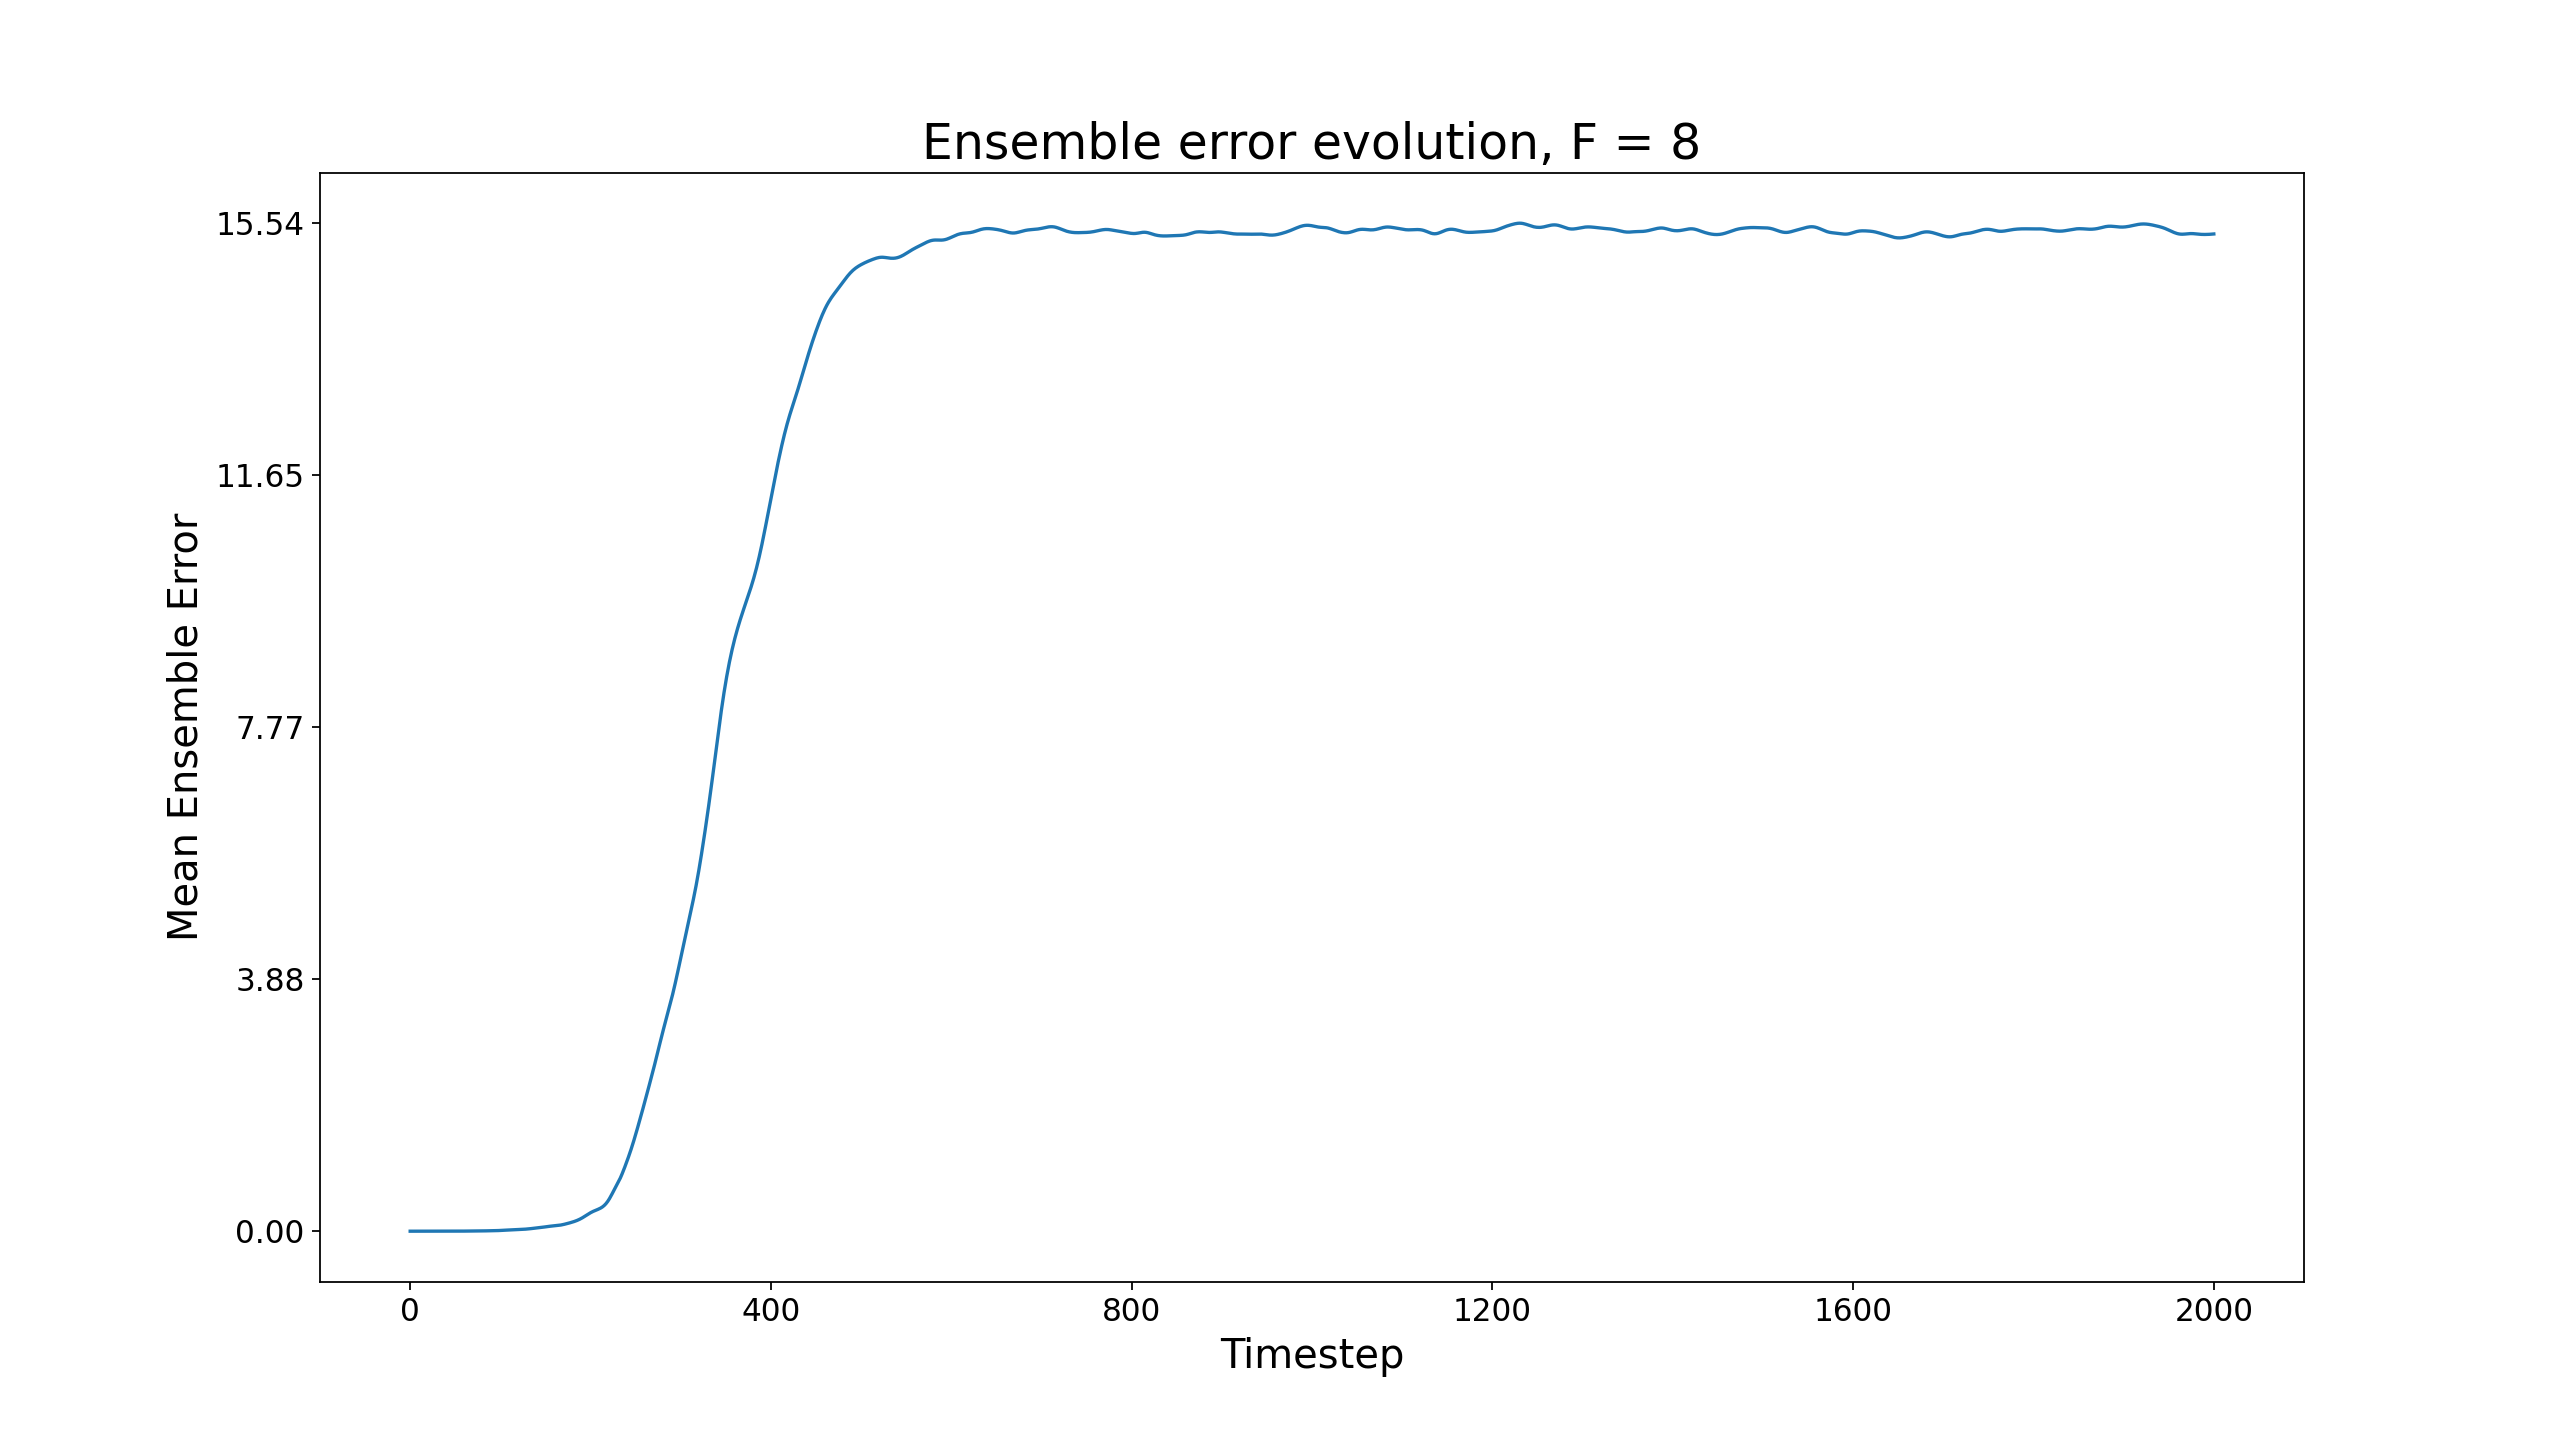 Ensemble error evolution, F = 8
15.54
11.65
7.77
3.88
0.00
Mean Ensemble Error
0 400 800 1200 1600 2000
Timestep